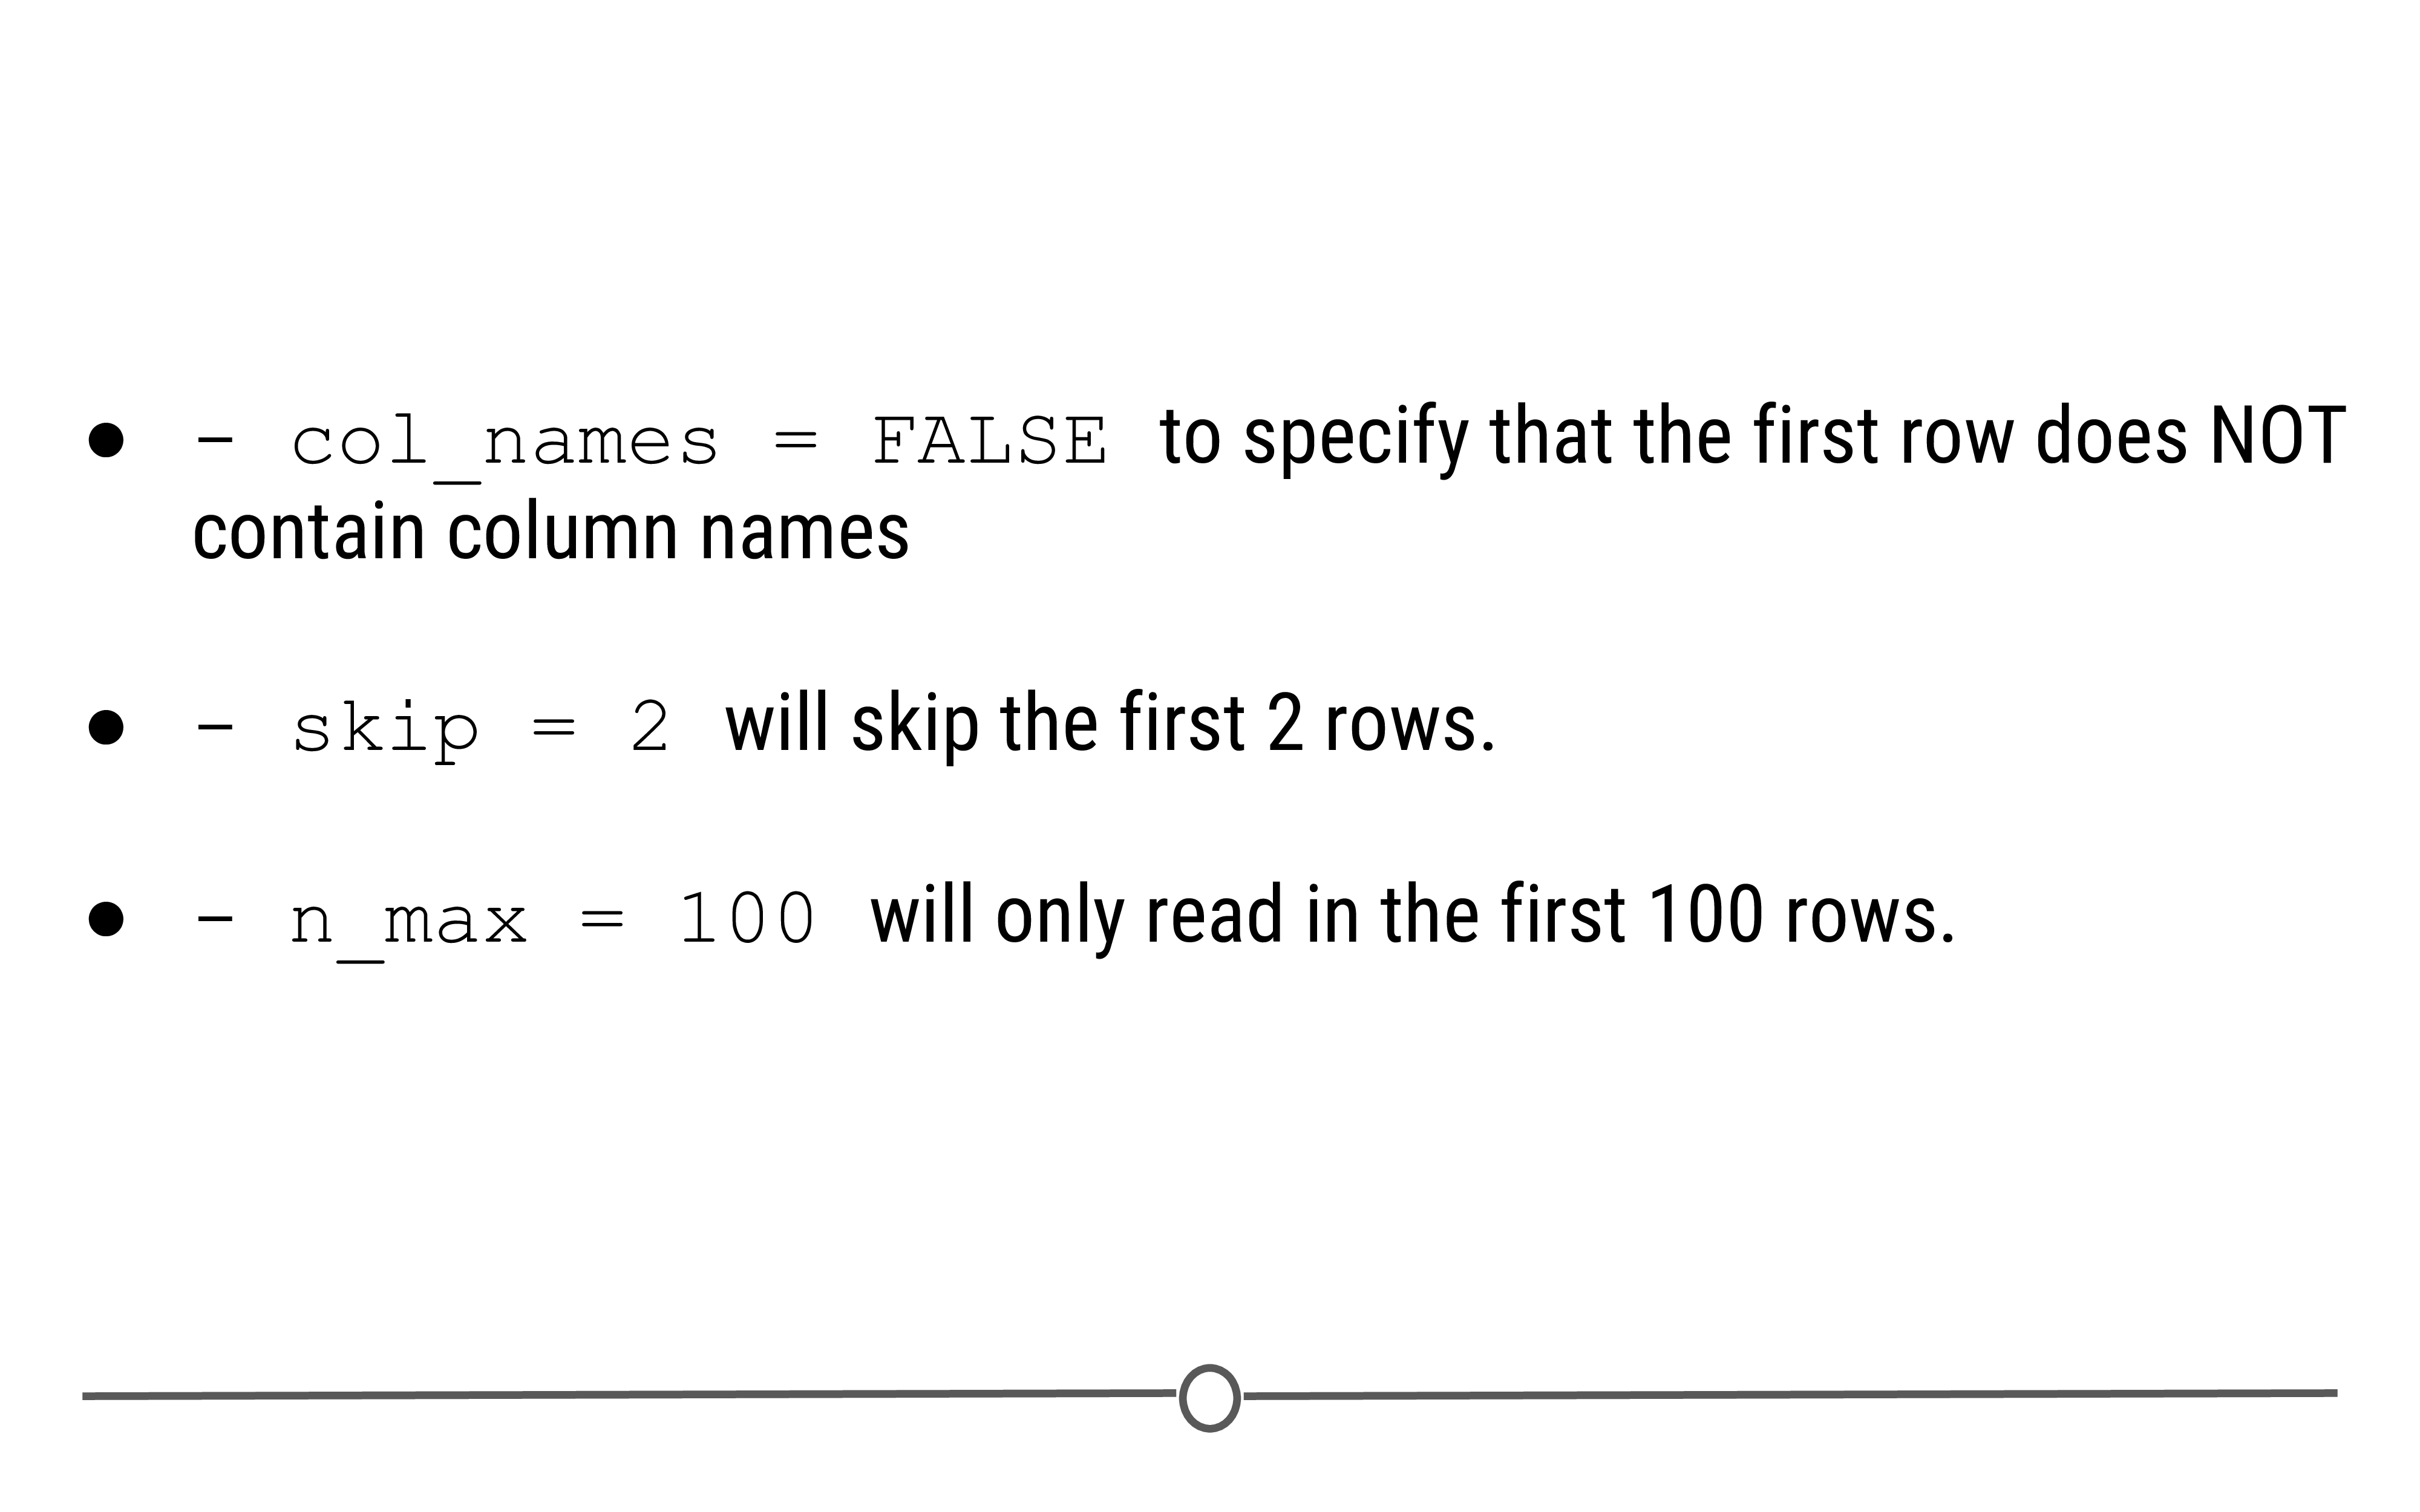 ● - col_names = FALSE to specify that the first row does NOT
contain column names
● - skip = 2 will skip the first 2 rows.
● - n_max = 100 will only read in the first 100 rows.